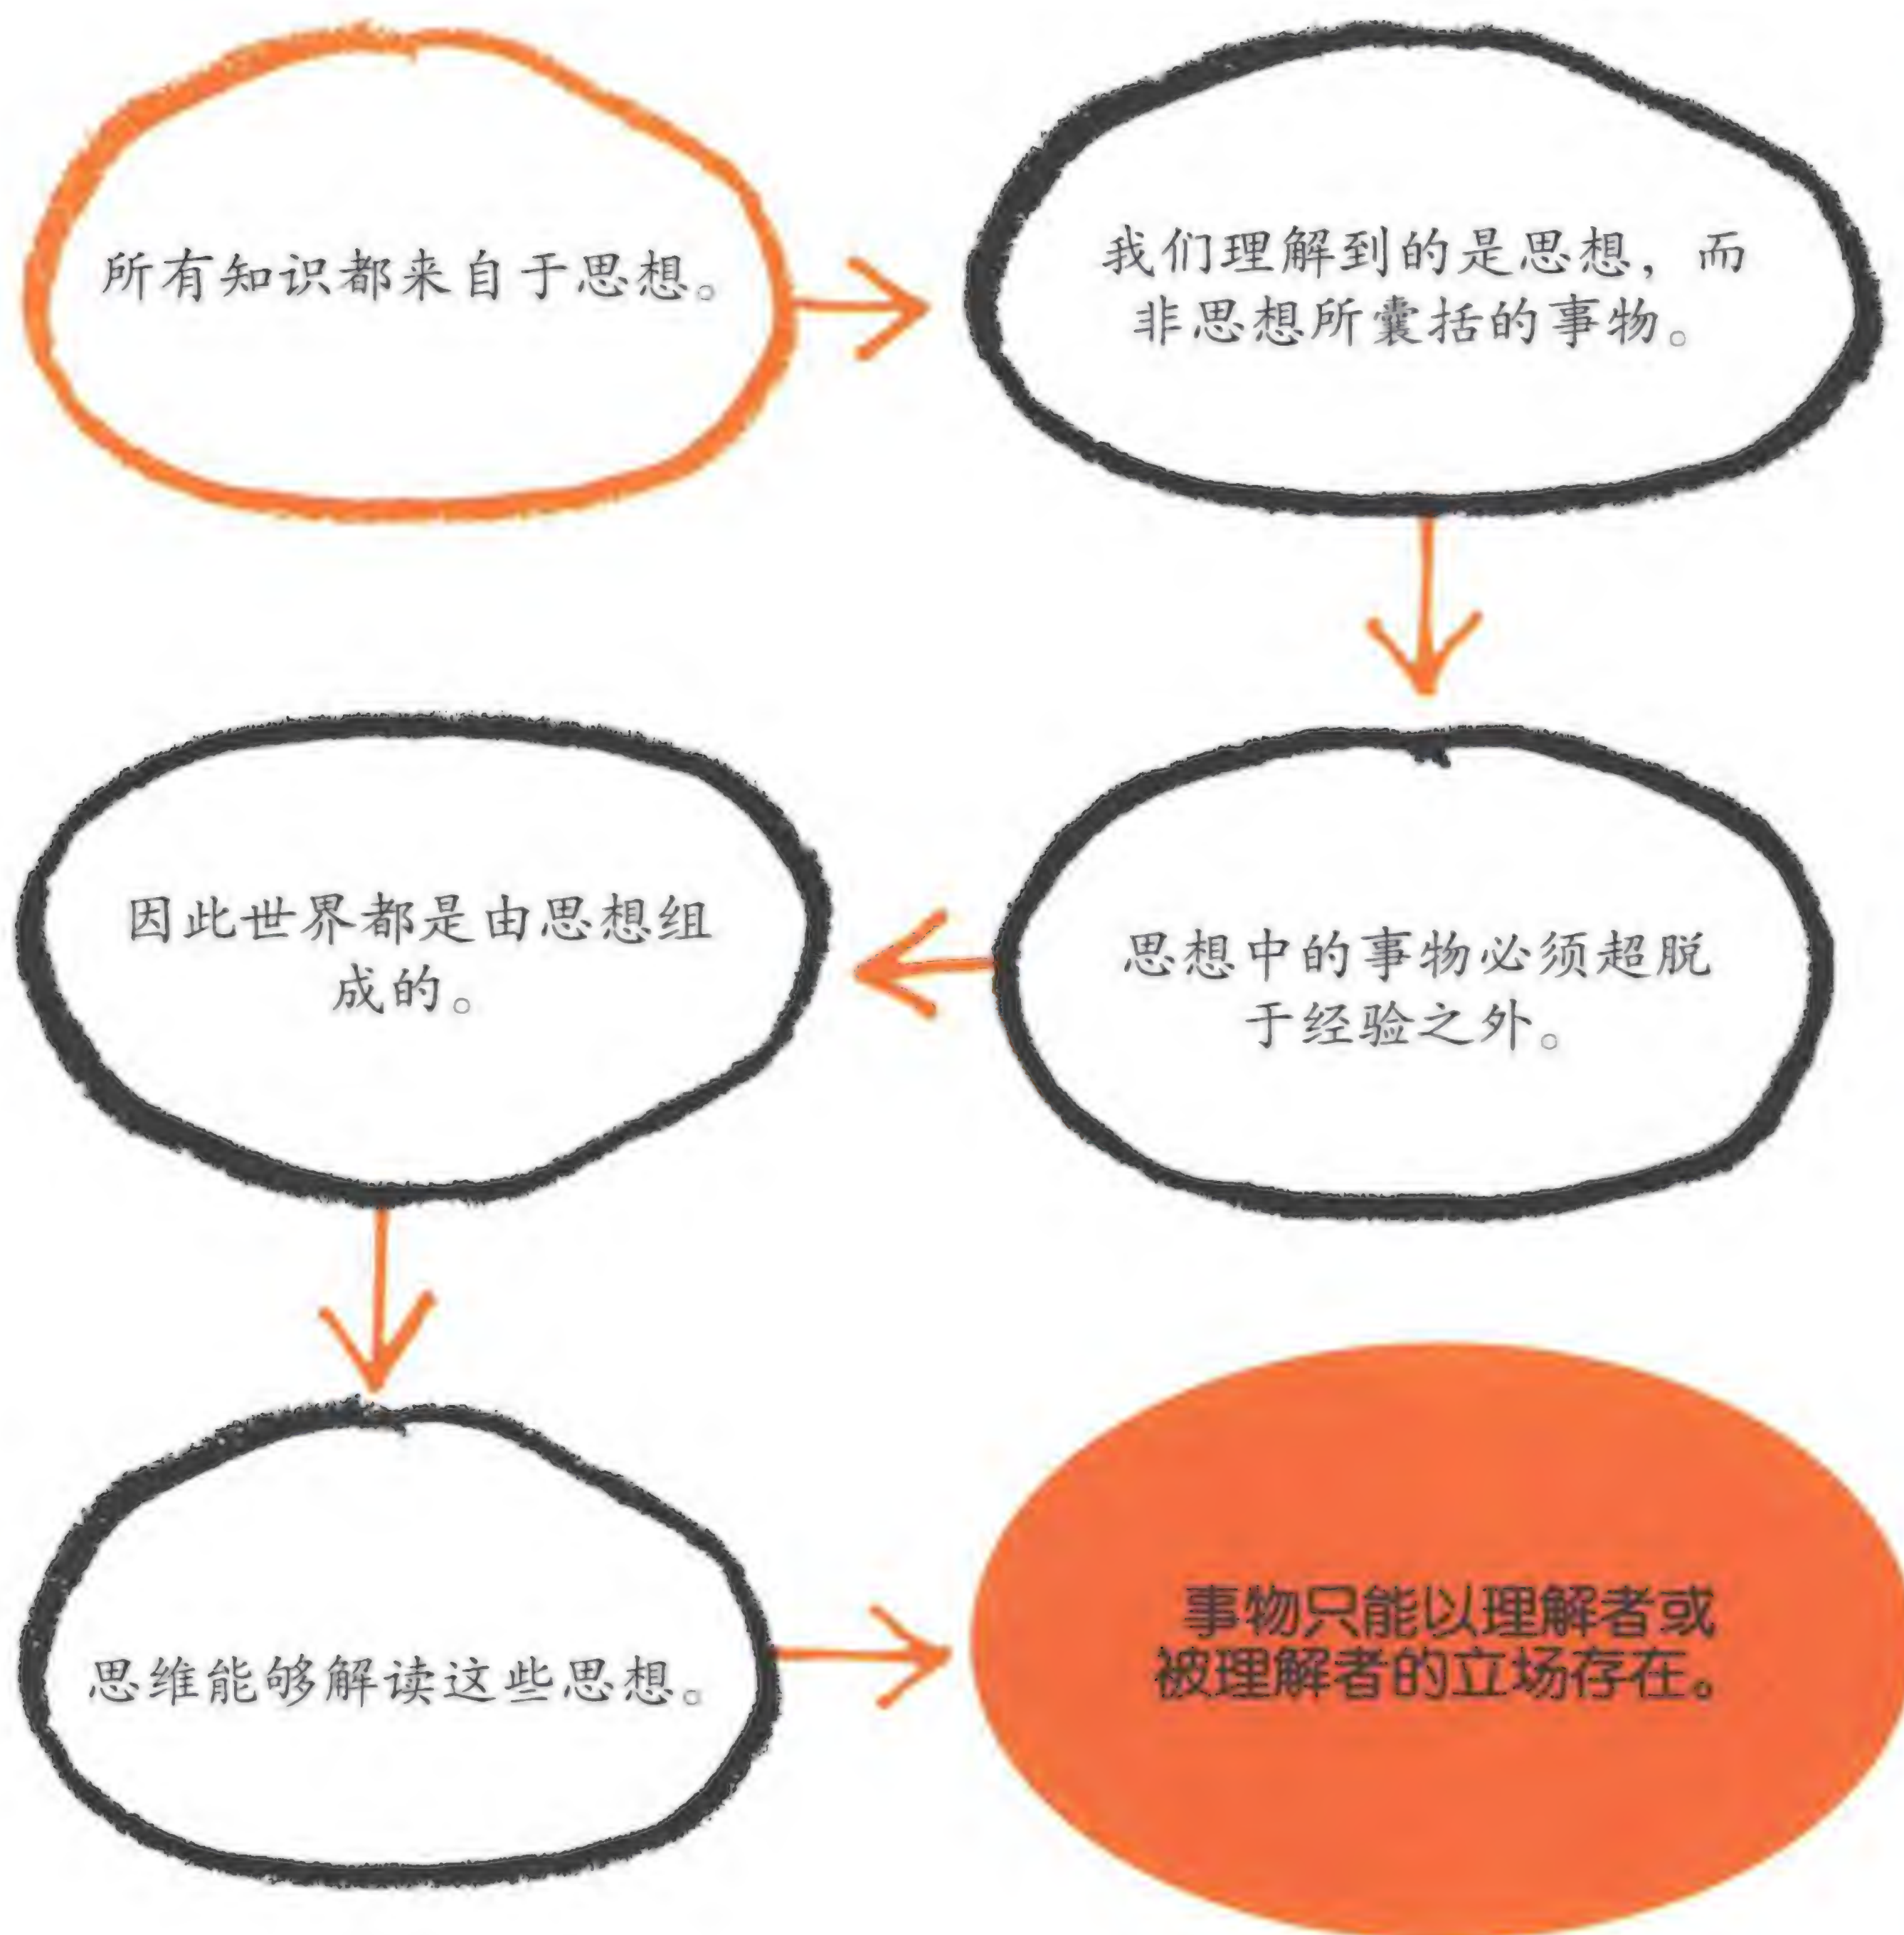 所有知识都来自于思想。
我们理解到的是思想，而
非思想所囊括的事物。
思想中的事物必须超脱
于经验之外。
因此世界都是由思想组
成的。
思维能够解读这些思想。
事物只能以理解者或
被理解者的立场存在。